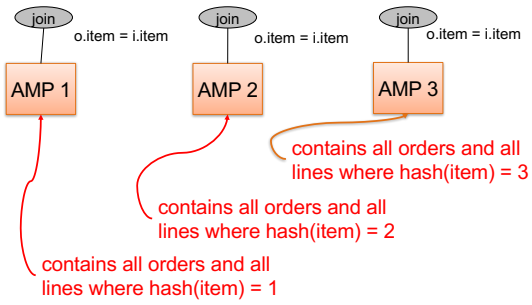 join
join
join
o.item = i.item
o.item = i.item
o.item = i.item
AMP 1
AMP 2
AMP 3
contains all orders and all
lines where hash(item) = 3
contains all orders and all
lines where hash(item) = 2
contains all orders and all
lines where hash(item) = 1